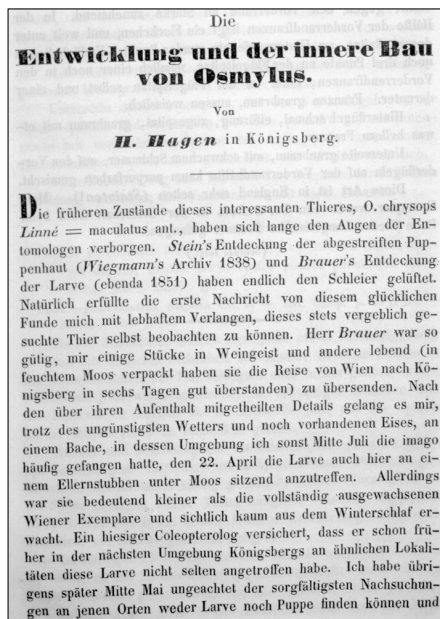 Die
Entwicklung und der innere Bau
von Osmylus.
Von
H. Hagen in Königsberg.
Die früheren Zustände dieses interessanten Thieres, O. chrysops
Linné = maculatus ant., haben sich lange den Augen der En-
tomologen verborgen. Stein's Entdeckung der abgestreiften Pup-
penhaut (Wiegmann's Archiv 1838) und Brauer's Entdeckung
der Larve (ebenda 1851) haben endlich den Schleier gelüftet.
Natürlich erfüllte die erste Nachricht von diesem glücklichen
Funde mich mit lebhaftem Verlangen, dieses stets vergeblich ge-
suchte Thier selbst beobachten zu können. Herr Brauer war so
gütig, mir einige Stücke in Weingeist und andere lebend (in
feuchtem Moos verpackt haben sie die Reise von Wien nach Kö-
nigsberg in sechs Tagen gut überstanden) zu übersenden. Nach
den über ihren Aufenthalt mitgetheilten Details gelang es mir,
trotz des ungünstigsten Wetters und noch vorhandenen Eises, an
einem Bache, in dessen Umgebung ich sonst Mitte Juli die imago
häufig gefangen hatte, den 22. April die Larve auch hier an ei-
nem Ellernstubben unter Moos sitzend anzutreffen. Allerdings
war sie bedeutend kleiner als die vollständig ausgewachsenen
Wiener Exemplare und sichtlich kaum aus dem Winterschlaf er-
wacht. Ein hiesiger Coleopterolog versichert, dass er schon frü-
her in der nächsten Umgebung Königsbergs an ähnlichen Lokali-
täten diese Larve nicht selten angetroffen habe. Ich habe übri-
gens später Mitte Mai ungeachtet der sorgfältigsten Nachsuchun-
gen an jenen Orten weder Larve noch Puppe finden können und